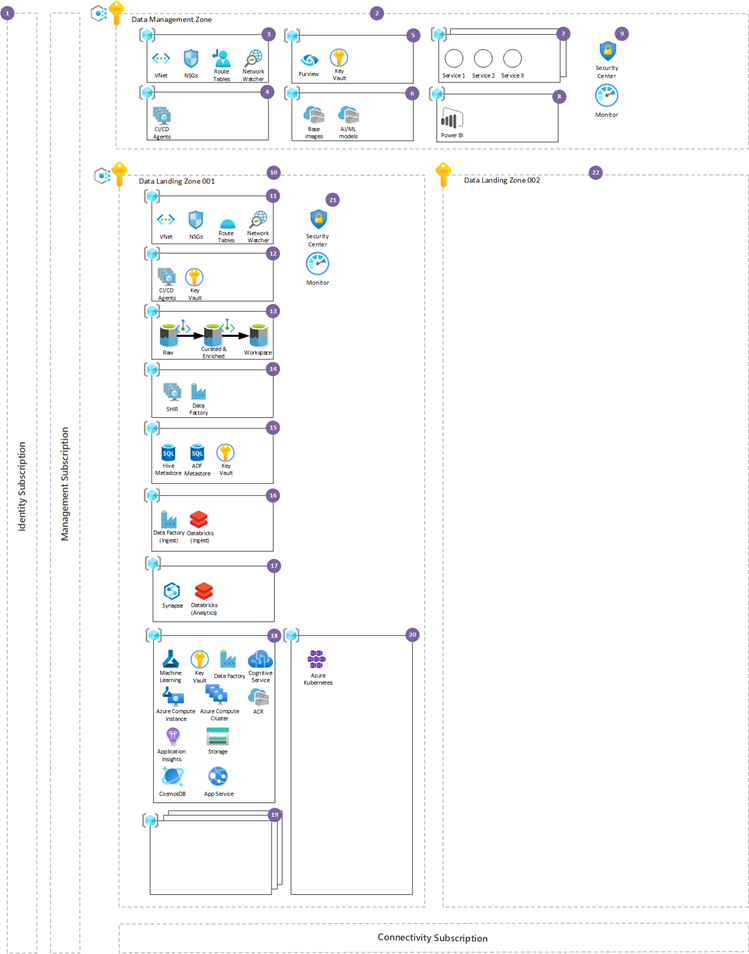 1
2
Data Management Zone
3
VNet
NSGs
Route
Tables
Network
Watcher
5
Purview
Key
Vault
7
Service 1
Service 2
Service 3
9
Security
Center
Monitor
4
CI/CD
Agents
6
Base
images
AI/ML
models
8
Power BI
10
Data Landing Zone 001
11
VNet
NSGs
Route
Tables
Network
Watcher
21
Security
Center
Monitor
12
CI/CD
Agents
Key
Vault
13
Raw
Curated &
Enriched
Workspace
14
SHIR
Data
Factory
15
SQL
Hive
Metastore
SQL
ADF
Metastore
Key
Vault
16
Data Factory
(Ingest)
Databricks
(Ingest)
17
Synapse
Databricks
(Analytics)
18
Machine
Learning
Key
Vault
Data Factory
Cognitive
Service
Azure Compute
Instance
Azure Compute
Cluster
ACR
Application
Insights
Storage
CosmosDB
App Service
19
20
Azure
Kubernetes
22
Data Landing Zone 002
Identity Subscription
Management Subscription
Connectivity Subscription